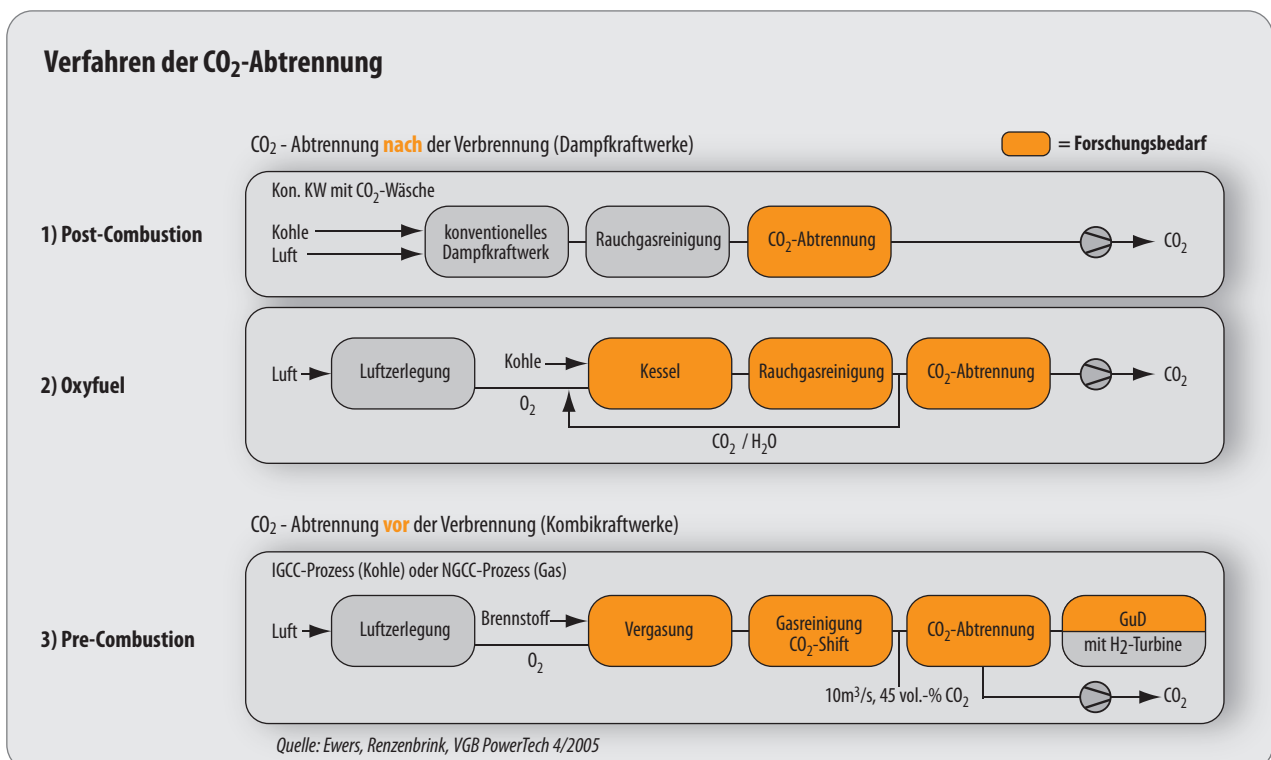 Verfahren der CO₂-Abtrennung
CO₂ - Abtrennung nach der Verbrennung (Dampfkraftwerke)
= Forschungsbedarf
1) Post-Combustion
Kon. KW mit CO₂-Wäsche
Kohle
Luft
konventionelles
Dampfkraftwerk
Rauchgasreinigung
CO₂-Abtrennung
CO₂
2) Oxyfuel
Luft
Luftzerlegung
Kohle
O₂
Kessel
Rauchgasreinigung
CO₂-Abtrennung
CO₂
CO₂ / H₂O
CO₂ - Abtrennung vor der Verbrennung (Kombikraftwerke)
3) Pre-Combustion
IGCC-Prozess (Kohle) oder NGCC-Prozess (Gas)
Luft
Luftzerlegung
Brennstoff
O₂
Vergasung
Gasreinigung
CO₂-Shift
CO₂-Abtrennung
GuD
mit H2-Turbine
10m³/s, 45 vol.-% CO₂
CO₂
Quelle: Ewers, Renzenbrink, VGB PowerTech 4/2005